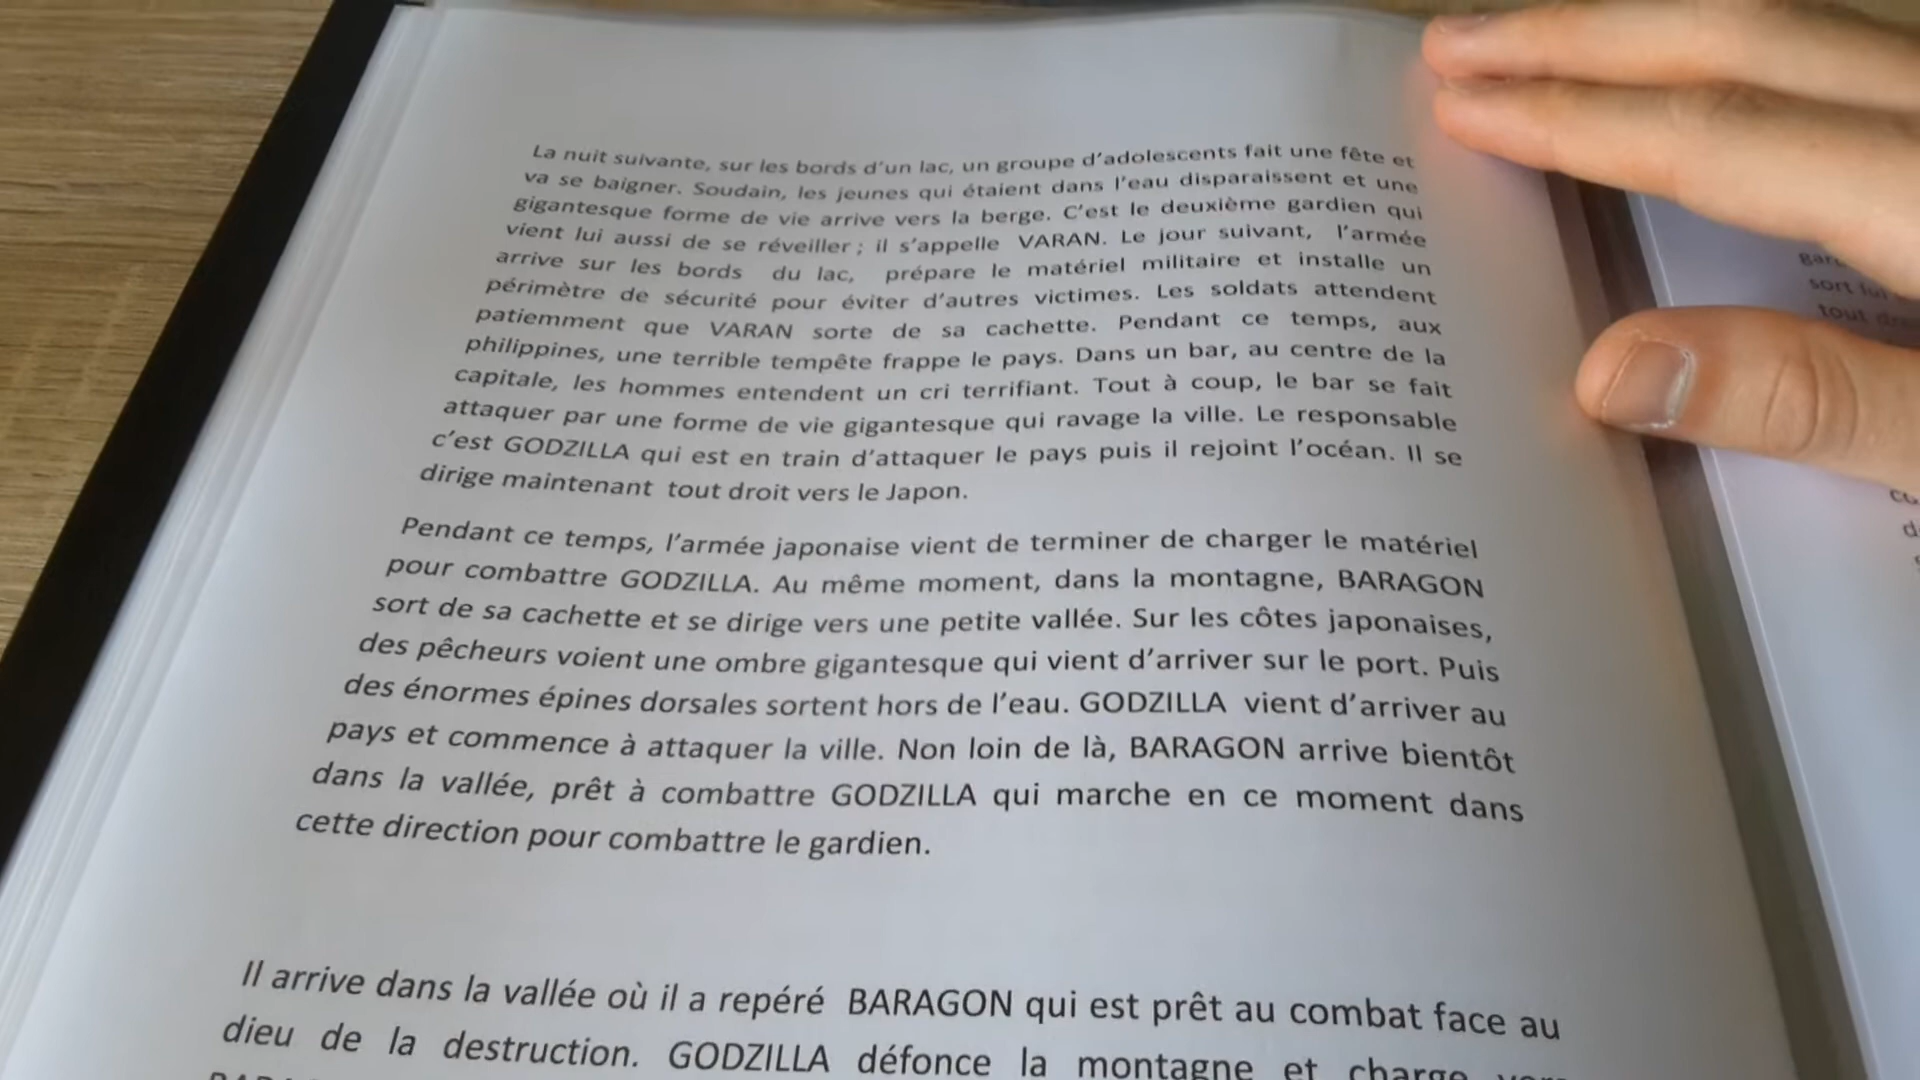 La nuit suivante, sur les bords d'un lac, un groupe d'adolescents fait une fête et
va se baigner. Soudain, les jeunes qui étaient dans l'eau disparaissent et une
gigantesque forme de vie arrive vers la berge. C'est le deuxième gardien qui
vient lui aussi de se réveiller ; il s'appelle VARAN. Le jour suivant, l'armée
arrive sur les bords du lac, prépare le matériel militaire et installe un
périmètre de sécurité pour éviter d'autres victimes. Les soldats attendent
patiemment que VARAN sorte de sa cachette. Pendant ce temps, aux
philippines, une terrible tempête frappe le pays. Dans un bar, au centre de la
capitale, les hommes entendent un cri terrifiant. Tout à coup, le bar se fait
attaquer par une forme de vie gigantesque qui ravage la ville. Le responsable
c'est GODZILLA qui est en train d'attaquer le pays puis il rejoint l'océan. Il se
dirige maintenant tout droit vers le Japon.
Pendant ce temps, l'armée japonaise vient de terminer de charger le matériel
pour combattre GODZILLA. Au même moment, dans la montagne, BARAGON
sort de sa cachette et se dirige vers une petite vallée. Sur les côtes japonaises,
des pêcheurs voient une ombre gigantesque qui vient d'arriver sur le port. Puis
des énormes épines dorsales sortent hors de l'eau. GODZILLA vient d'arriver au
pays et commence à attaquer la ville. Non loin de là, BARAGON arrive bientôt
dans la vallée, prêt à combattre GODZILLA qui marche en ce moment dans
cette direction pour combattre le gardien.
Il arrive dans la vallée où il a repéré BARAGON qui est prêt au combat face au
dieu de la destruction. GODZILLA défonce la montagne et charge vers
sort lui
tout